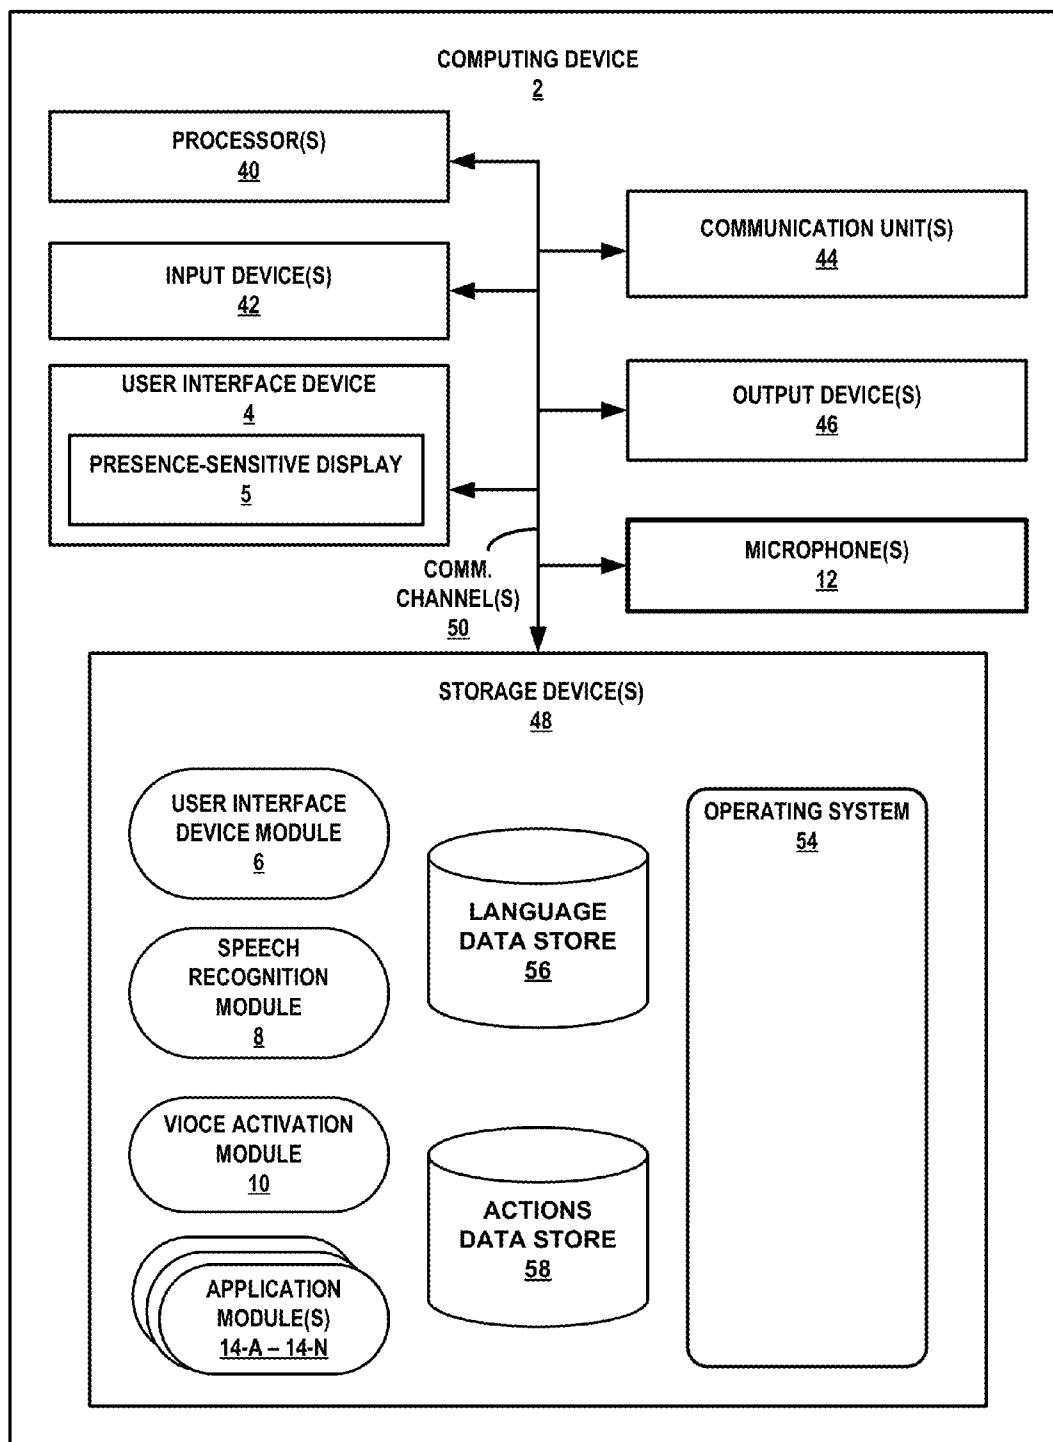 COMPUTING DEVICE
2
PROCESSOR(S)
40
COMMUNICATION UNIT(S)
44
INPUT DEVICE(S)
42
USER INTERFACE DEVICE
4
PRESENCE-SENSITIVE DISPLAY
5
OUTPUT DEVICE(S)
46
MICROPHONE(S)
12
COMM.
CHANNEL(S)
50
STORAGE DEVICE(S)
48
USER INTERFACE
DEVICE MODULE
6
SPEECH
RECOGNITION
MODULE
8
VIOCE ACTIVATION
MODULE
10
APPLICATION
MODULE(S)
14-A – 14-N
LANGUAGE
DATA STORE
56
ACTIONS
DATA STORE
58
OPERATING SYSTEM
54